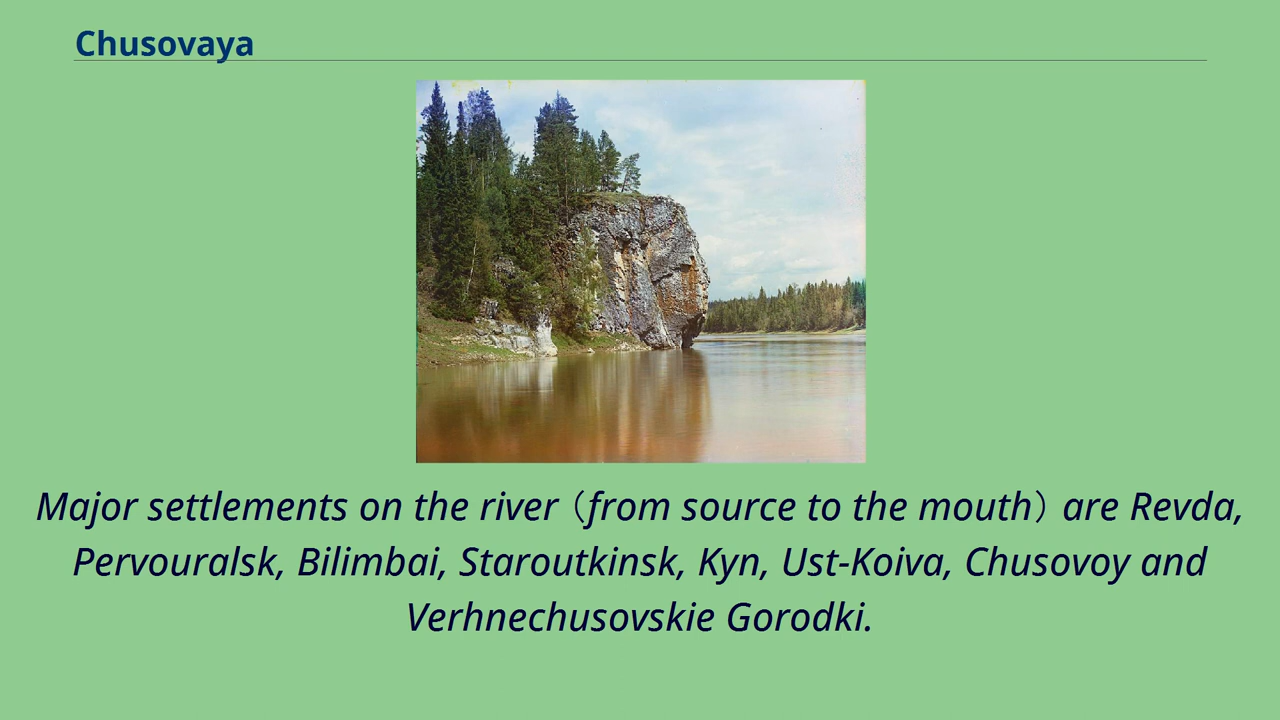 Chusovaya
Major settlements on the river (from source to the mouth) are Revda,
Pervouralsk, Bilimbai, Staroutkinsk, Kyn, Ust-Koiva, Chusovoy and
Verhnechusovskie Gorodki.